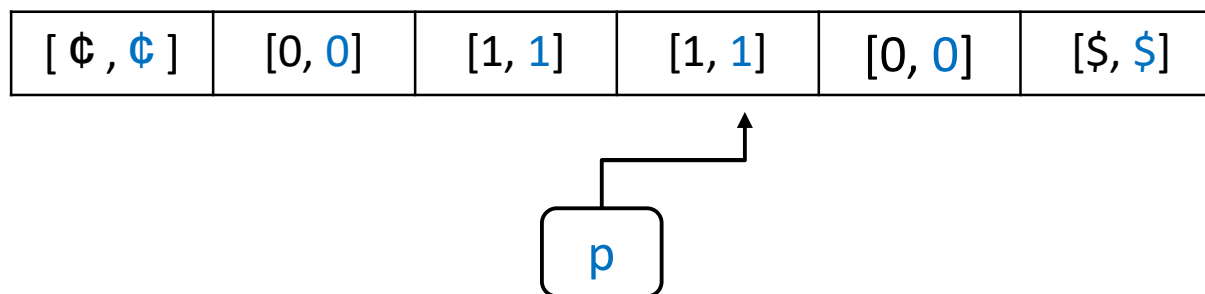 [ ¢ , ¢ ] [0, 0] [1, 1] [1, 1] [0, 0] [$, $]
p